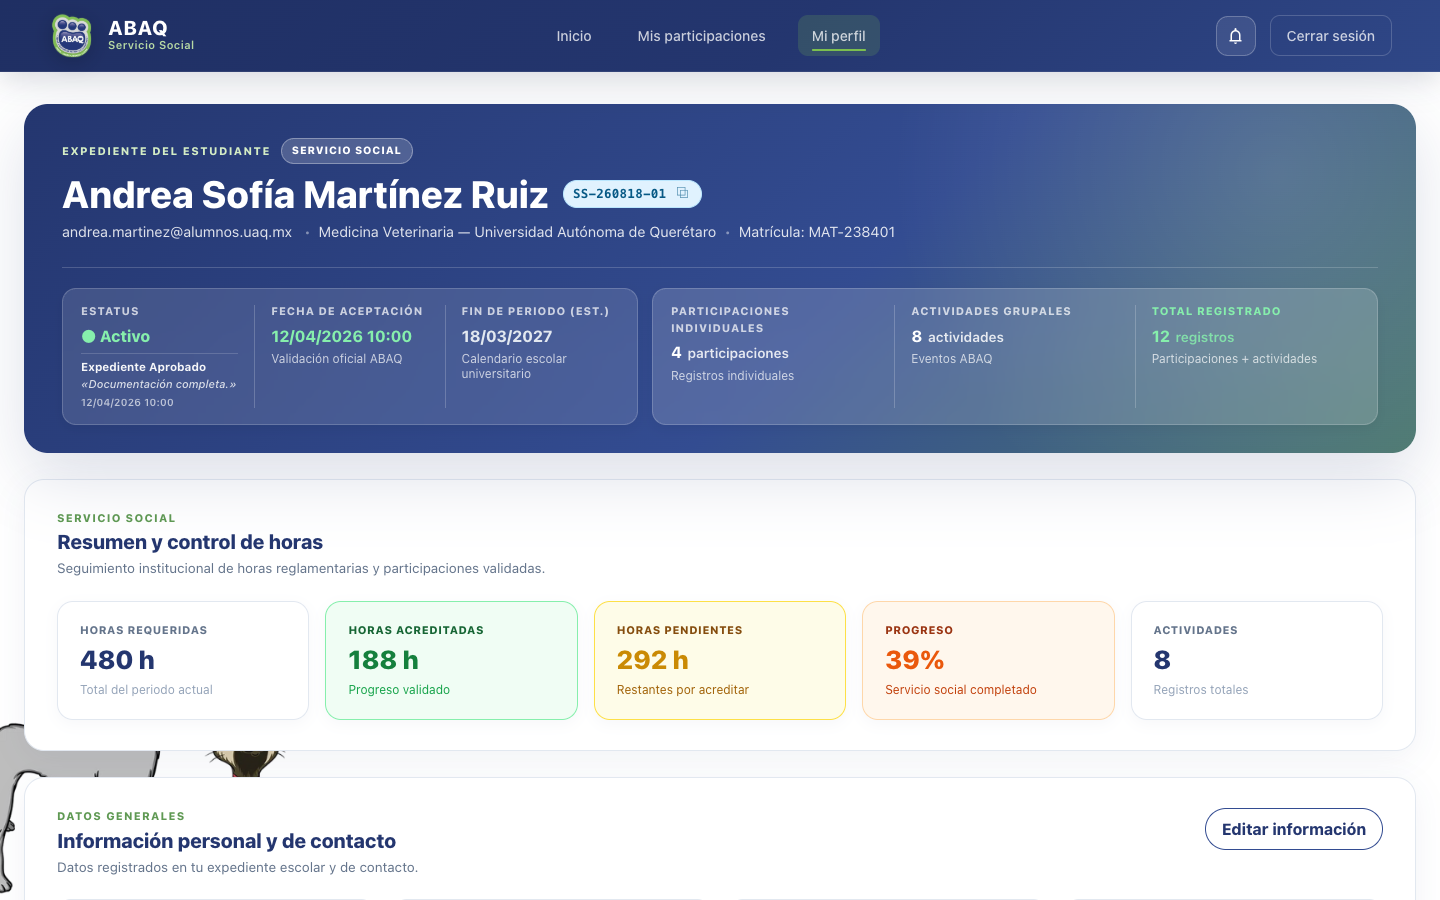 ABAQ
Servicio Social
ABAQ
Inicio
Mis participaciones
Mi perfil
Cerrar sesión
EXPEDIENTE DEL ESTUDIANTE
SERVICIO SOCIAL
Andrea Sofía Martínez Ruiz
SS-260818-01
andrea.martinez@alumnos.uaq.mx • Medicina Veterinaria — Universidad Autónoma de Querétaro • Matrícula: MAT-238401
ESTATUS
Activo
Expediente Aprobado
«Documentación completa.»
12/04/2026 10:00
FECHA DE ACEPTACIÓN
12/04/2026 10:00
Validación oficial ABAQ
FIN DE PERIODO (EST.)
18/03/2027
Calendario escolar
universitario
PARTICIPACIONES
INDIVIDUALES
4 participaciones
Registros individuales
ACTIVIDADES GRUPALES
8 actividades
Eventos ABAQ
TOTAL REGISTRADO
12 registros
Participaciones + actividades
SERVICIO SOCIAL
Resumen y control de horas
Seguimiento institucional de horas reglamentarias y participaciones validadas.
HORAS REQUERIDAS
480 h
Total del periodo actual
HORAS ACREDITADAS
188 h
Progreso validado
HORAS PENDIENTES
292 h
Restantes por acreditar
PROGRESO
39%
Servicio social completado
ACTIVIDADES
8
Registros totales
DATOS GENERALES
Información personal y de contacto
Datos registrados en tu expediente escolar y de contacto.
Editar información